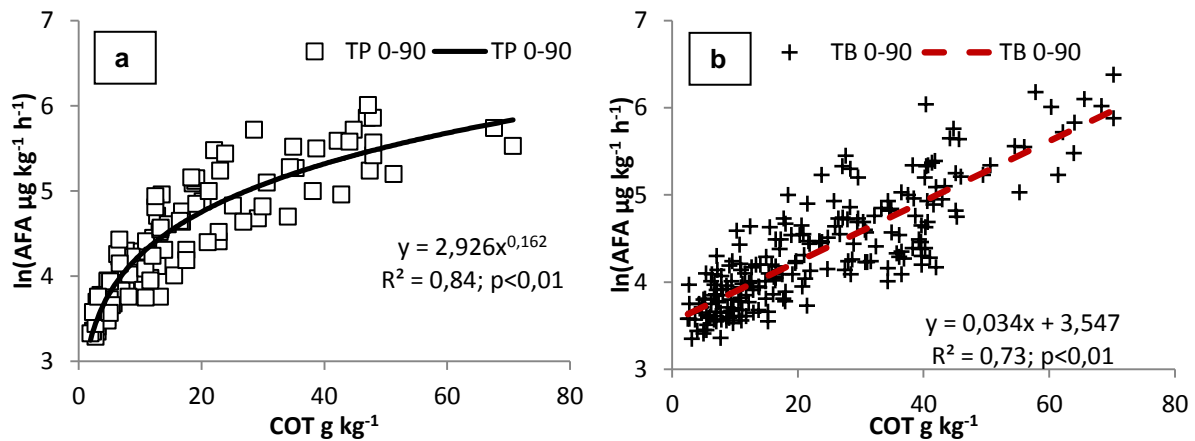 a
TP 0-90 TP 0-90
y = 2,926x^0,162
R² = 0,84; p<0,01
ln(AFA µg kg⁻¹ h⁻¹)
7
6
5
4
3
0 20 40 60 80
COT g kg⁻¹
b
TB 0-90 TB 0-90
y = 0,034x + 3,547
R² = 0,73; p<0,01
ln(AFA µg kg⁻¹ h⁻¹)
7
6
5
4
3
0 20 40 60 80
COT g kg⁻¹